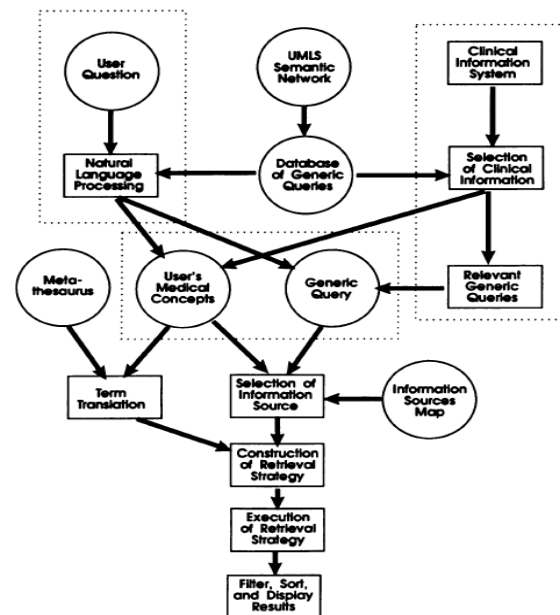 User
Question
UMLS
Semantic
Network
Clinical
Information
System
Natural
Language
Processing
Database
of Generic
Queries
Selection
of Clinical
Information
Meta-
thesaurus
User's
Medical
Concepts
Generic
Query
Relevant
Generic
Queries
Term
Translation
Selection of
Information
Source
Information
Sources
Map
Construction
of Retrieval
Strategy
Execution
of Retrieval
Strategy
Filter, Sort,
and Display
Results